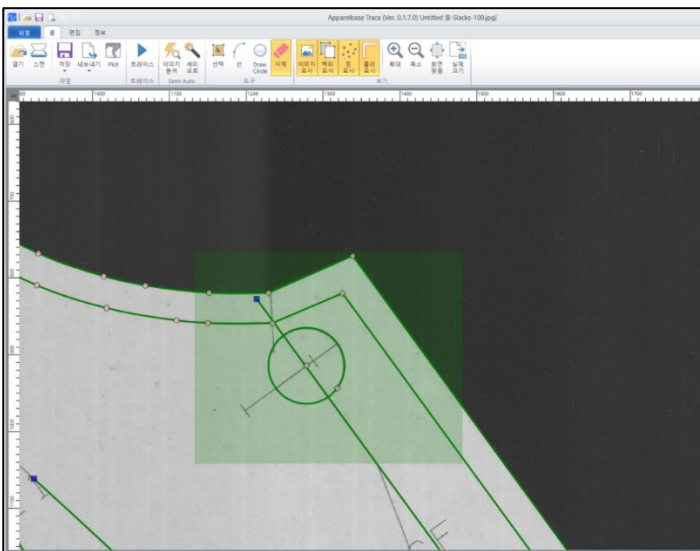 Apparelbase Trace (Ver. 0.1.7.0) Untitled [B-Slacks-100.jpg]
파일 홈 편집 정보
열기 스캔 저장 내보내기 Plot 트레이스 이미지 분석 세미 오토 선택 선 Draw Circle 삭제 이미지 표시 벡터 표시 점 표시 룰러 표시 확대 축소 화면 맞춤 실제 크기
파일 트레이스 Semi Auto 도구 보기
1000 1100 1200 1300 1400 1500 1600 1700